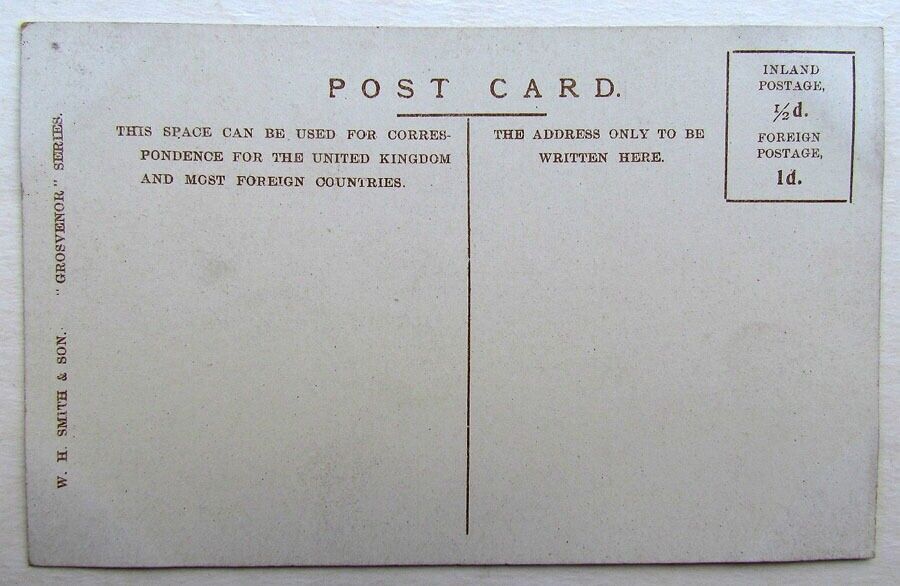 POST CARD.
THIS SPACE CAN BE USED FOR CORRES-
PONDENCE FOR THE UNITED KINGDOM
AND MOST FOREIGN COUNTRIES.
THE ADDRESS ONLY TO BE
WRITTEN HERE.
INLAND
POSTAGE,
½d.
FOREIGN
POSTAGE,
1d.
W. H. SMITH & SON. "GROSVENOR" SERIES.